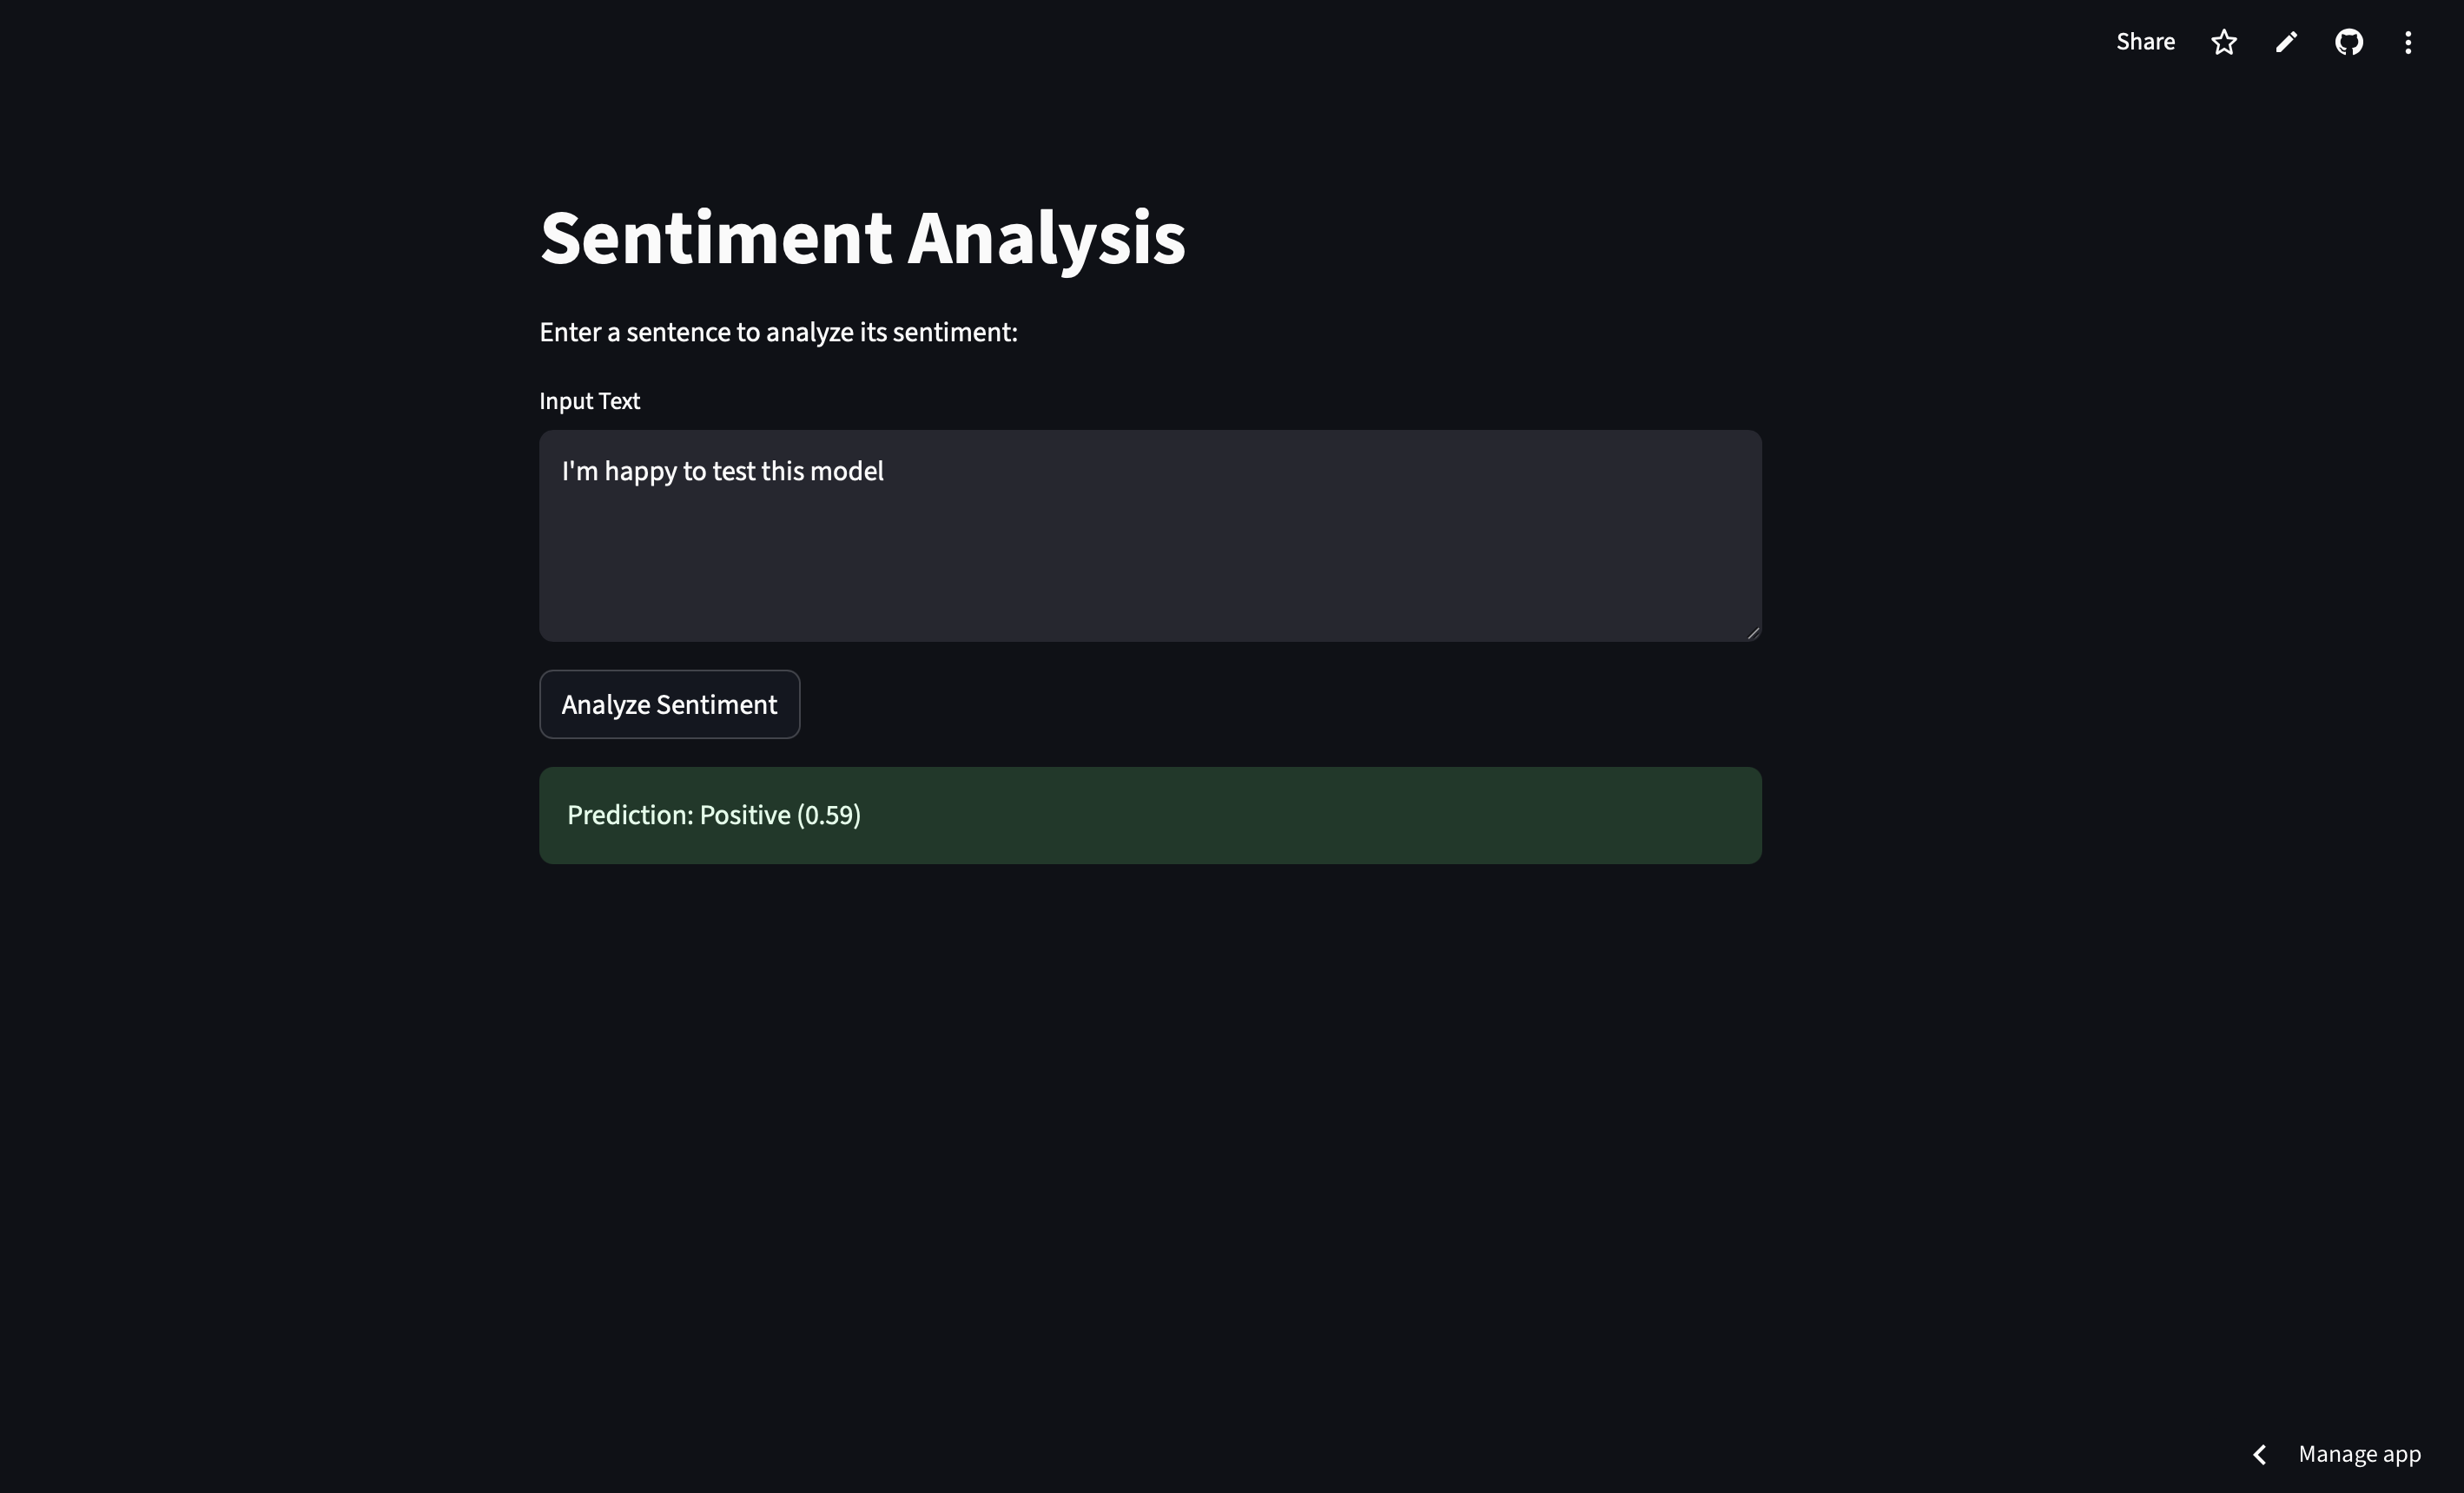 Share
Sentiment Analysis
Enter a sentence to analyze its sentiment:
Input Text
I'm happy to test this model
Analyze Sentiment
Prediction: Positive (0.59)
Manage app